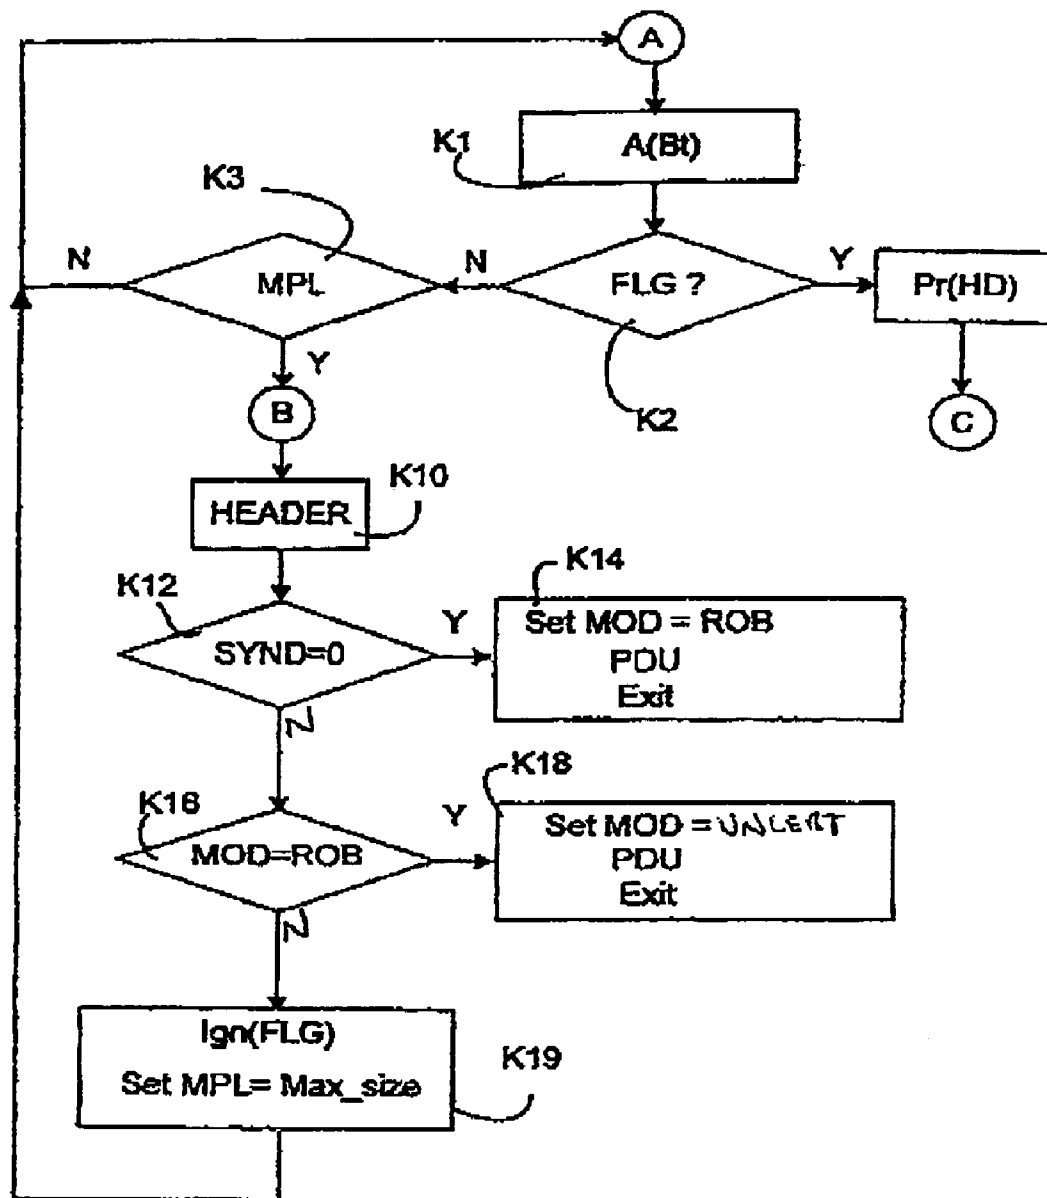 A
A(Bt)
K1
K3
N
MPL
N
FLG ?
Y
Pr(HD)
Y
B
K2
C
K10
HEADER
K12
K14
SYND=0
Y
Set MOD = ROB
PDU
Exit
N
K16
K18
MOD=ROB
Y
Set MOD = UNCERT
PDU
Exit
N
Ign(FLG)
Set MPL= Max_size
K19